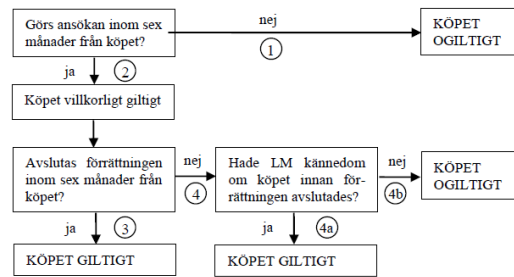 Görs ansökan inom sex
månader från köpet?
nej
1
KÖPET
OGILTIGT
ja
2
Köpet villkorligt giltigt
Avslutas förrättningen
inom sex månader från
köpet?
nej
4
Hade LM kännedom
om köpet innan för-
rättningen avslutades?
nej
4b
KÖPET
OGILTIGT
ja
3
ja
4a
KÖPET GILTIGT
KÖPET GILTIGT